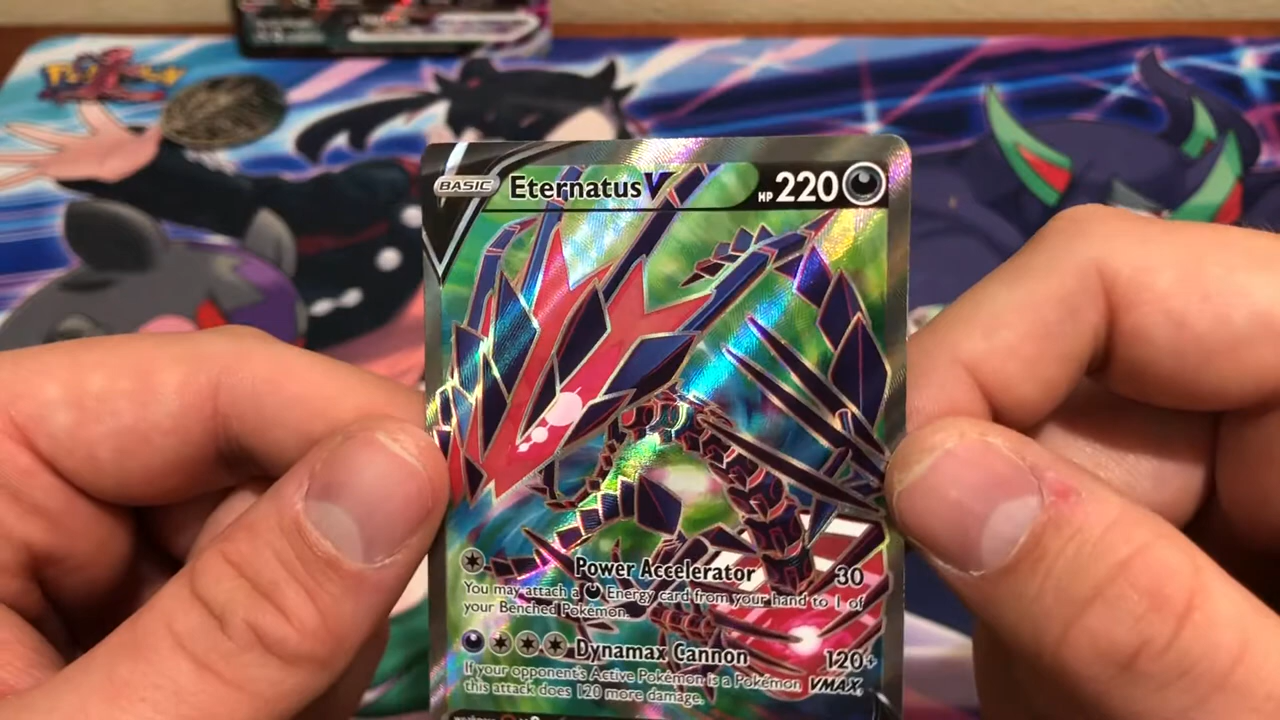 Pokémon
BASIC Eternatus V HP 220
Power Accelerator 30
You may attach a Energy card from your hand to 1 of
your Benched Pokémon.
Dynamax Cannon 120+
If your opponent's Active Pokémon is a Pokémon VMAX,
this attack does 120 more damage.